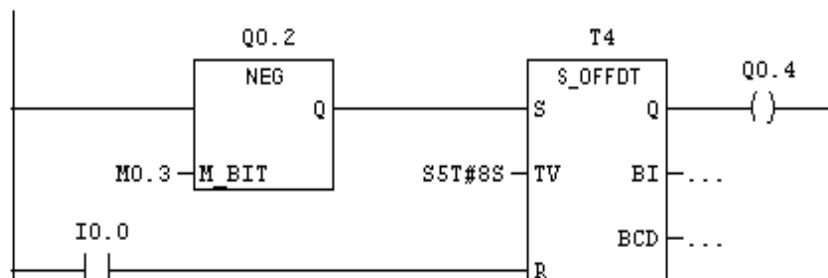 Q0.2 T4
NEG S_OFFDT Q0.4
Q S Q
M0.3 M_BIT S5T#8S TV BI ...
I0.0 BCD ...
R